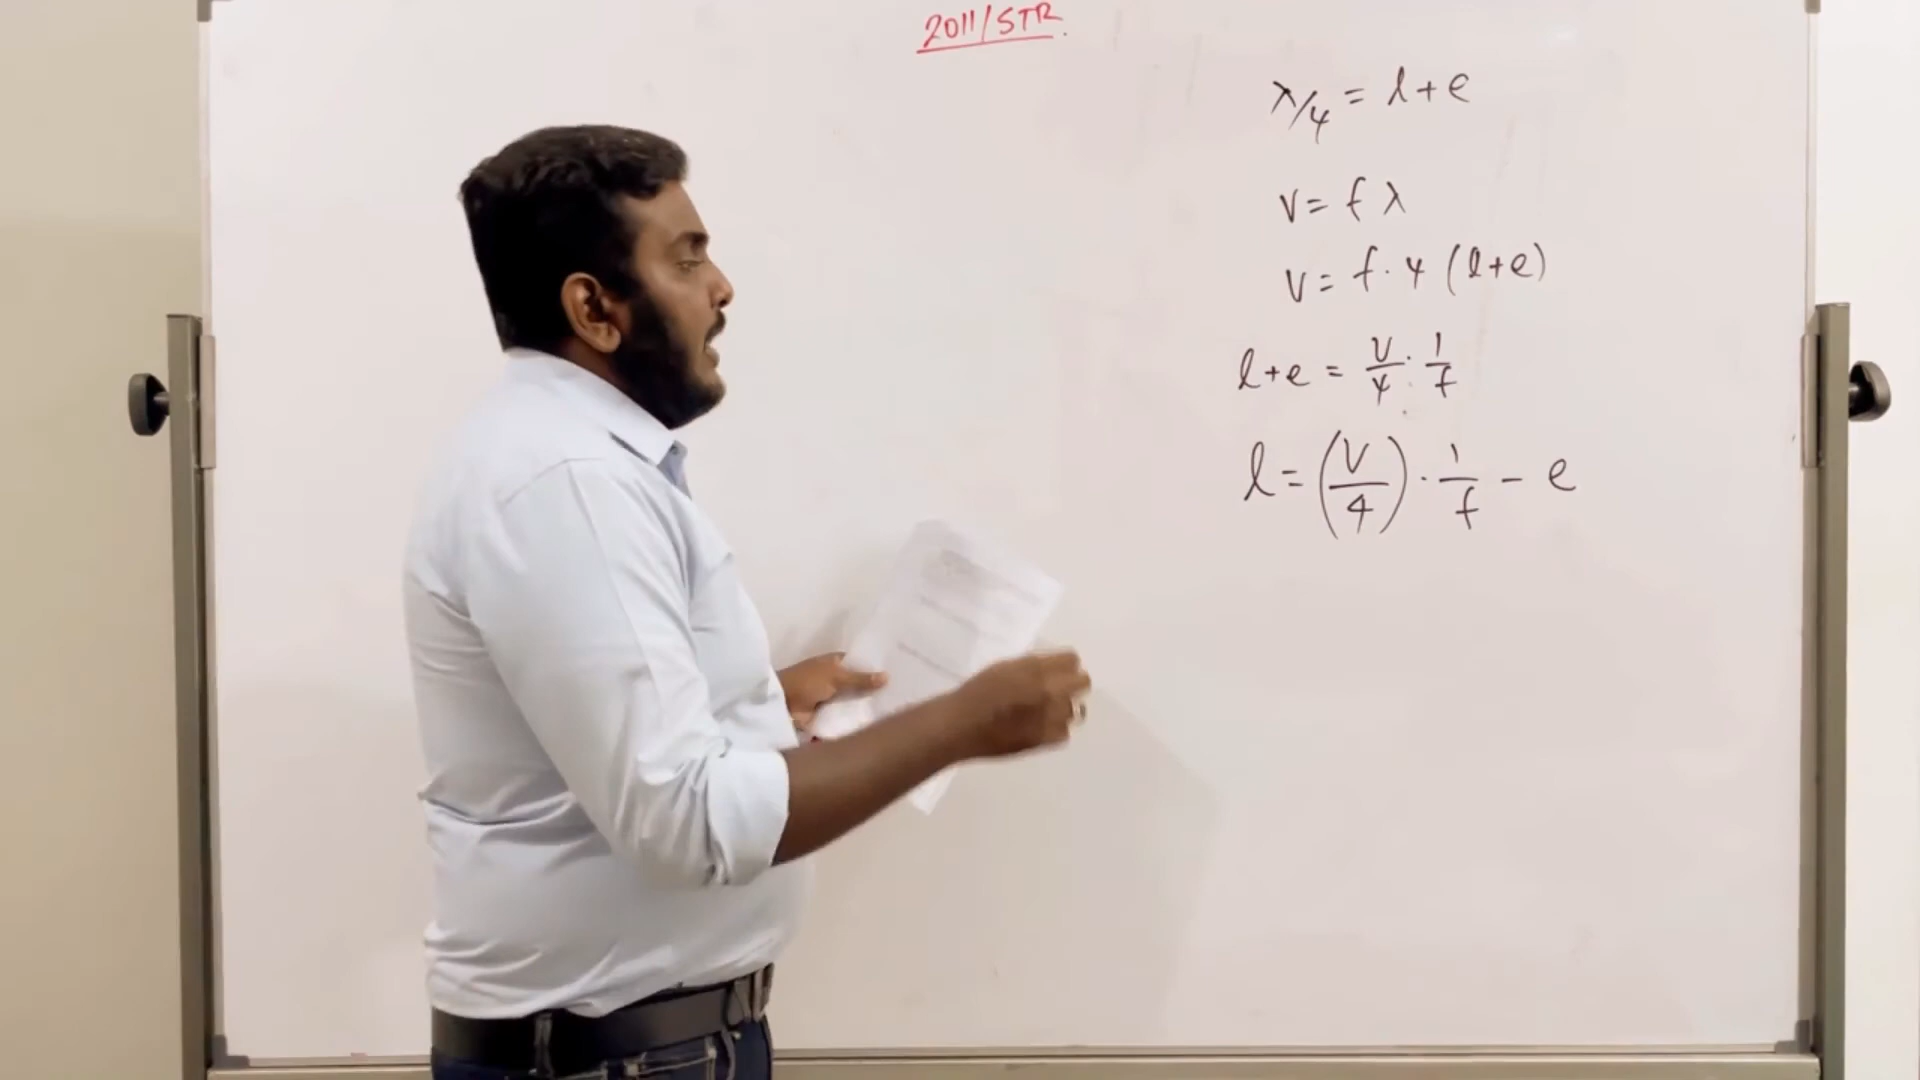 2011/STR.
λ/4 = l+e
v = f λ
v = f · 4 (l+e)
l+e = v/4 · 1/f
l = (v/4) · 1/f - e